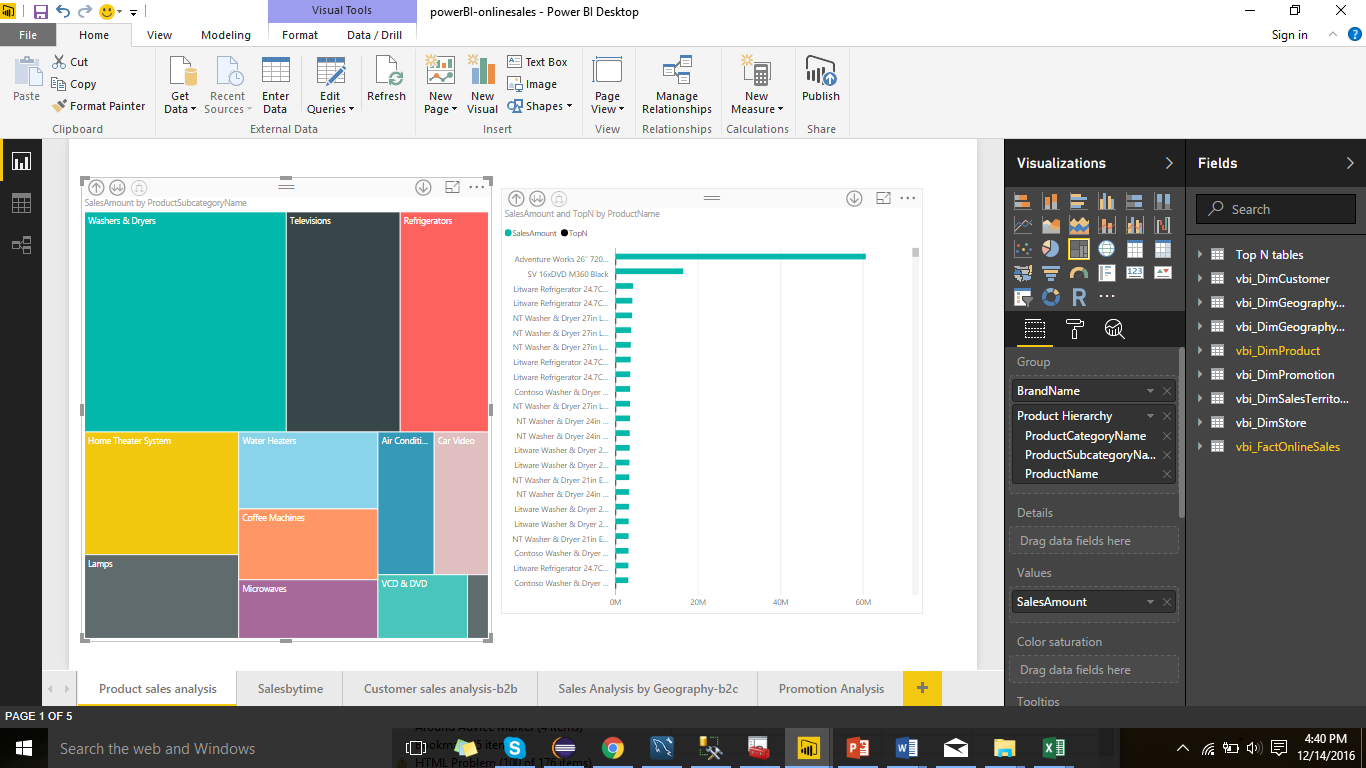 Visual Tools
powerBI-onlinesales - Power BI Desktop
File
Home
View
Modeling
Format
Data / Drill
Sign in
Paste
Cut
Copy
Format Painter
Clipboard
Get Data
Recent Sources
Enter Data
Edit Queries
Refresh
External Data
New Page
New Visual
Text Box
Image
Shapes
Insert
Page View
View
Manage Relationships
Relationships
New Measure
Calculations
Publish
Share
SalesAmount by ProductSubcategoryName
Washers & Dryers
Televisions
Refrigerators
Home Theater System
Water Heaters
Air Conditi...
Car Video
Coffee Machines
Lamps
Microwaves
VCD & DVD
SalesAmount and TopN by ProductName
SalesAmount TopN
Adventure Works 26" 720...
SV 16xDVD M360 Black
Litware Refrigerator 24.7C...
Litware Refrigerator 24.7C...
NT Washer & Dryer 27in L...
NT Washer & Dryer 27in L...
NT Washer & Dryer 27in L...
Litware Refrigerator 24.7C...
Litware Refrigerator 24.7C...
Contoso Washer & Dryer ...
NT Washer & Dryer 27in L...
NT Washer & Dryer 24in ...
NT Washer & Dryer 24in ...
Litware Washer & Dryer 2...
Litware Washer & Dryer 2...
NT Washer & Dryer 21in E...
NT Washer & Dryer 24in ...
Litware Washer & Dryer 2...
Litware Washer & Dryer 2...
NT Washer & Dryer 21in E...
Contoso Washer & Dryer ...
Litware Refrigerator 24.7C...
Contoso Washer & Dryer ...
0M 20M 40M 60M
Visualizations
R
123
Group
BrandName
Product Hierarchy
ProductCategoryName
ProductSubcategoryNa...
ProductName
Details
Drag data fields here
Values
SalesAmount
Color saturation
Drag data fields here
Tooltips
Fields
Search
Top N tables
vbi_DimCustomer
vbi_DimGeography...
vbi_DimGeography...
vbi_DimProduct
vbi_DimPromotion
vbi_DimSalesTerrito...
vbi_DimStore
vbi_FactOnlineSales
Product sales analysis
Salesbytime
Customer sales analysis-b2b
Sales Analysis by Geography-b2c
Promotion Analysis
PAGE 1 OF 5
Search the web and Windows
HTML Problem (100 of 176 items)
4:40 PM
12/14/2016